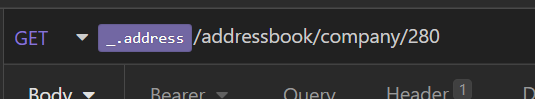 GET _.address/addressbook/company/280
Body Bearer Query Header 1